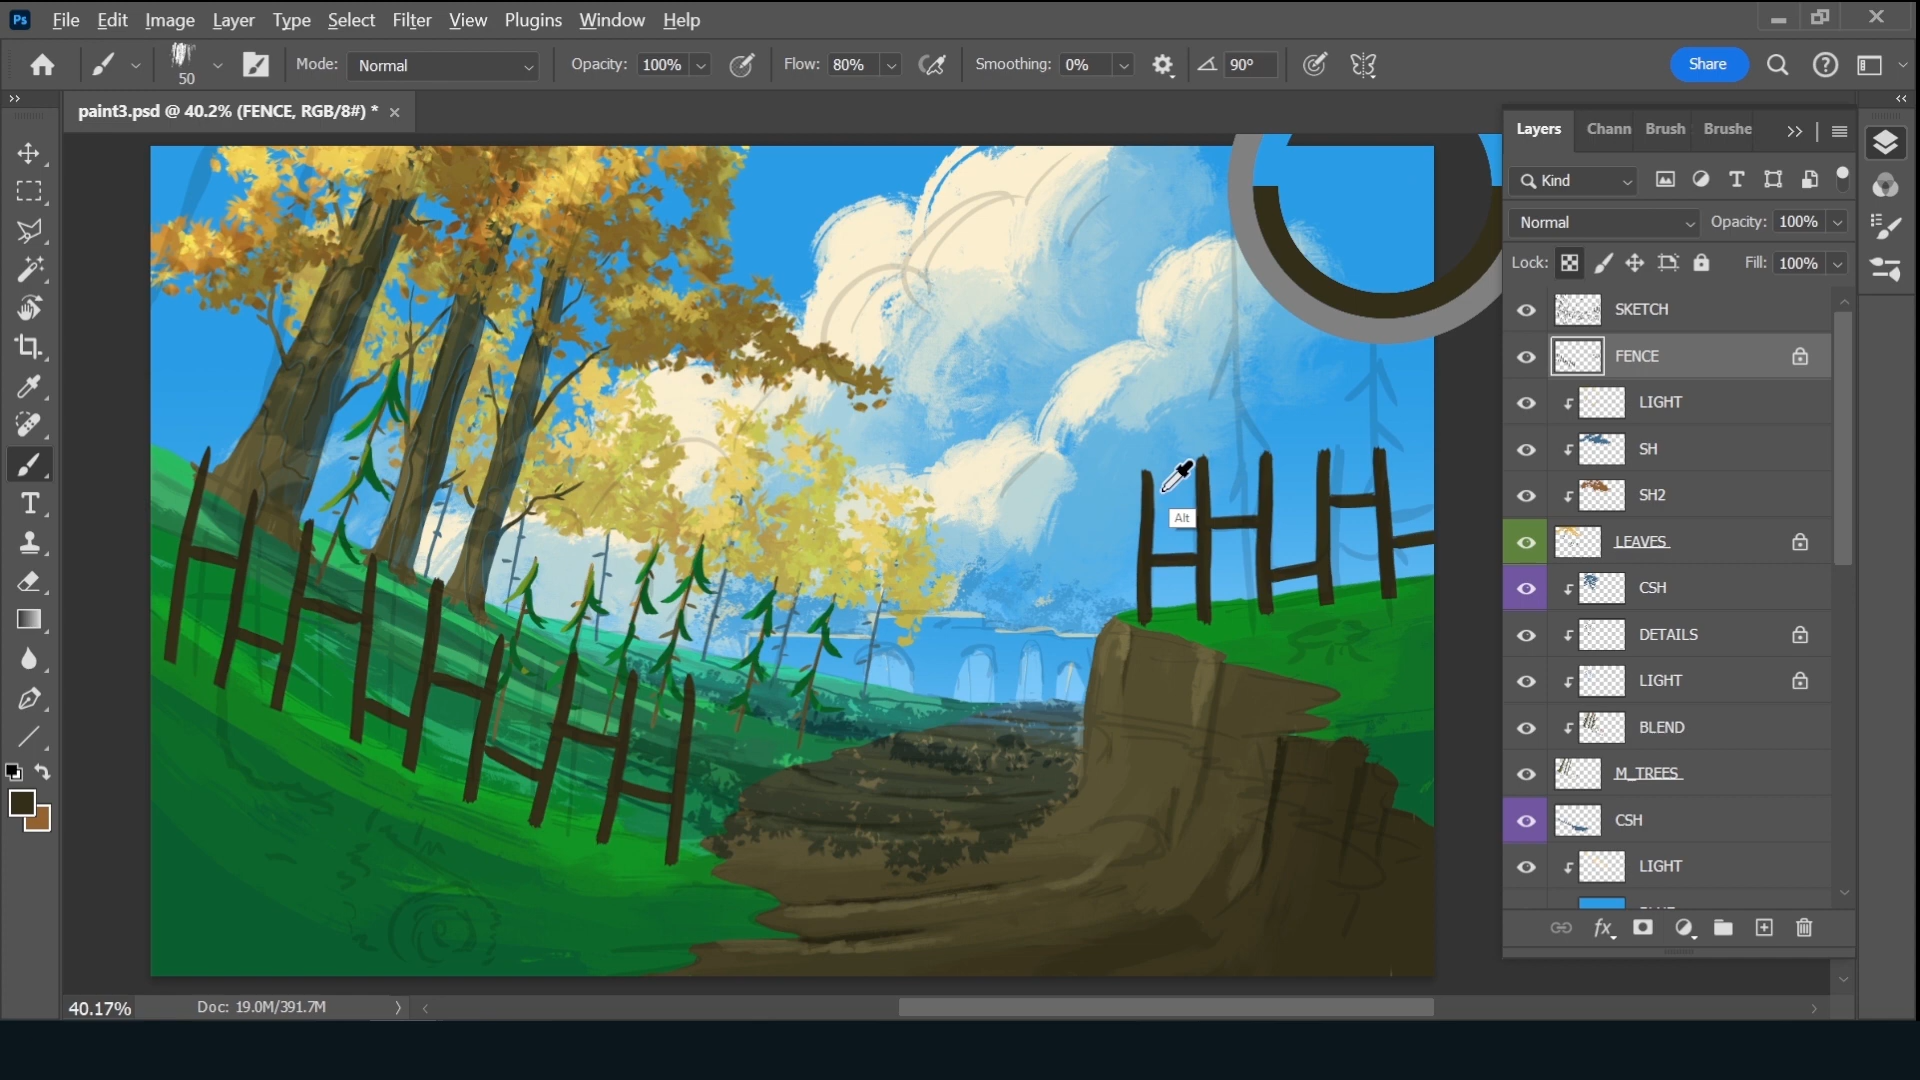 Ps File Edit Image Layer Type Select Filter View Plugins Window Help
50 Mode: Normal Opacity: 100% Flow: 80% Smoothing: 0% 90° Share
paint3.psd @ 40.2% (FENCE, RGB/8#) *
Layers Chann Brush Brushe
Kind
Normal Opacity: 100%
Lock: Fill: 100%
SKETCH
FENCE
LIGHT
SH
SH2
LEAVES
CSH
DETAILS
LIGHT
BLEND
M_TREES
CSH
LIGHT
Alt
40.17% Doc: 19.0M/391.7M